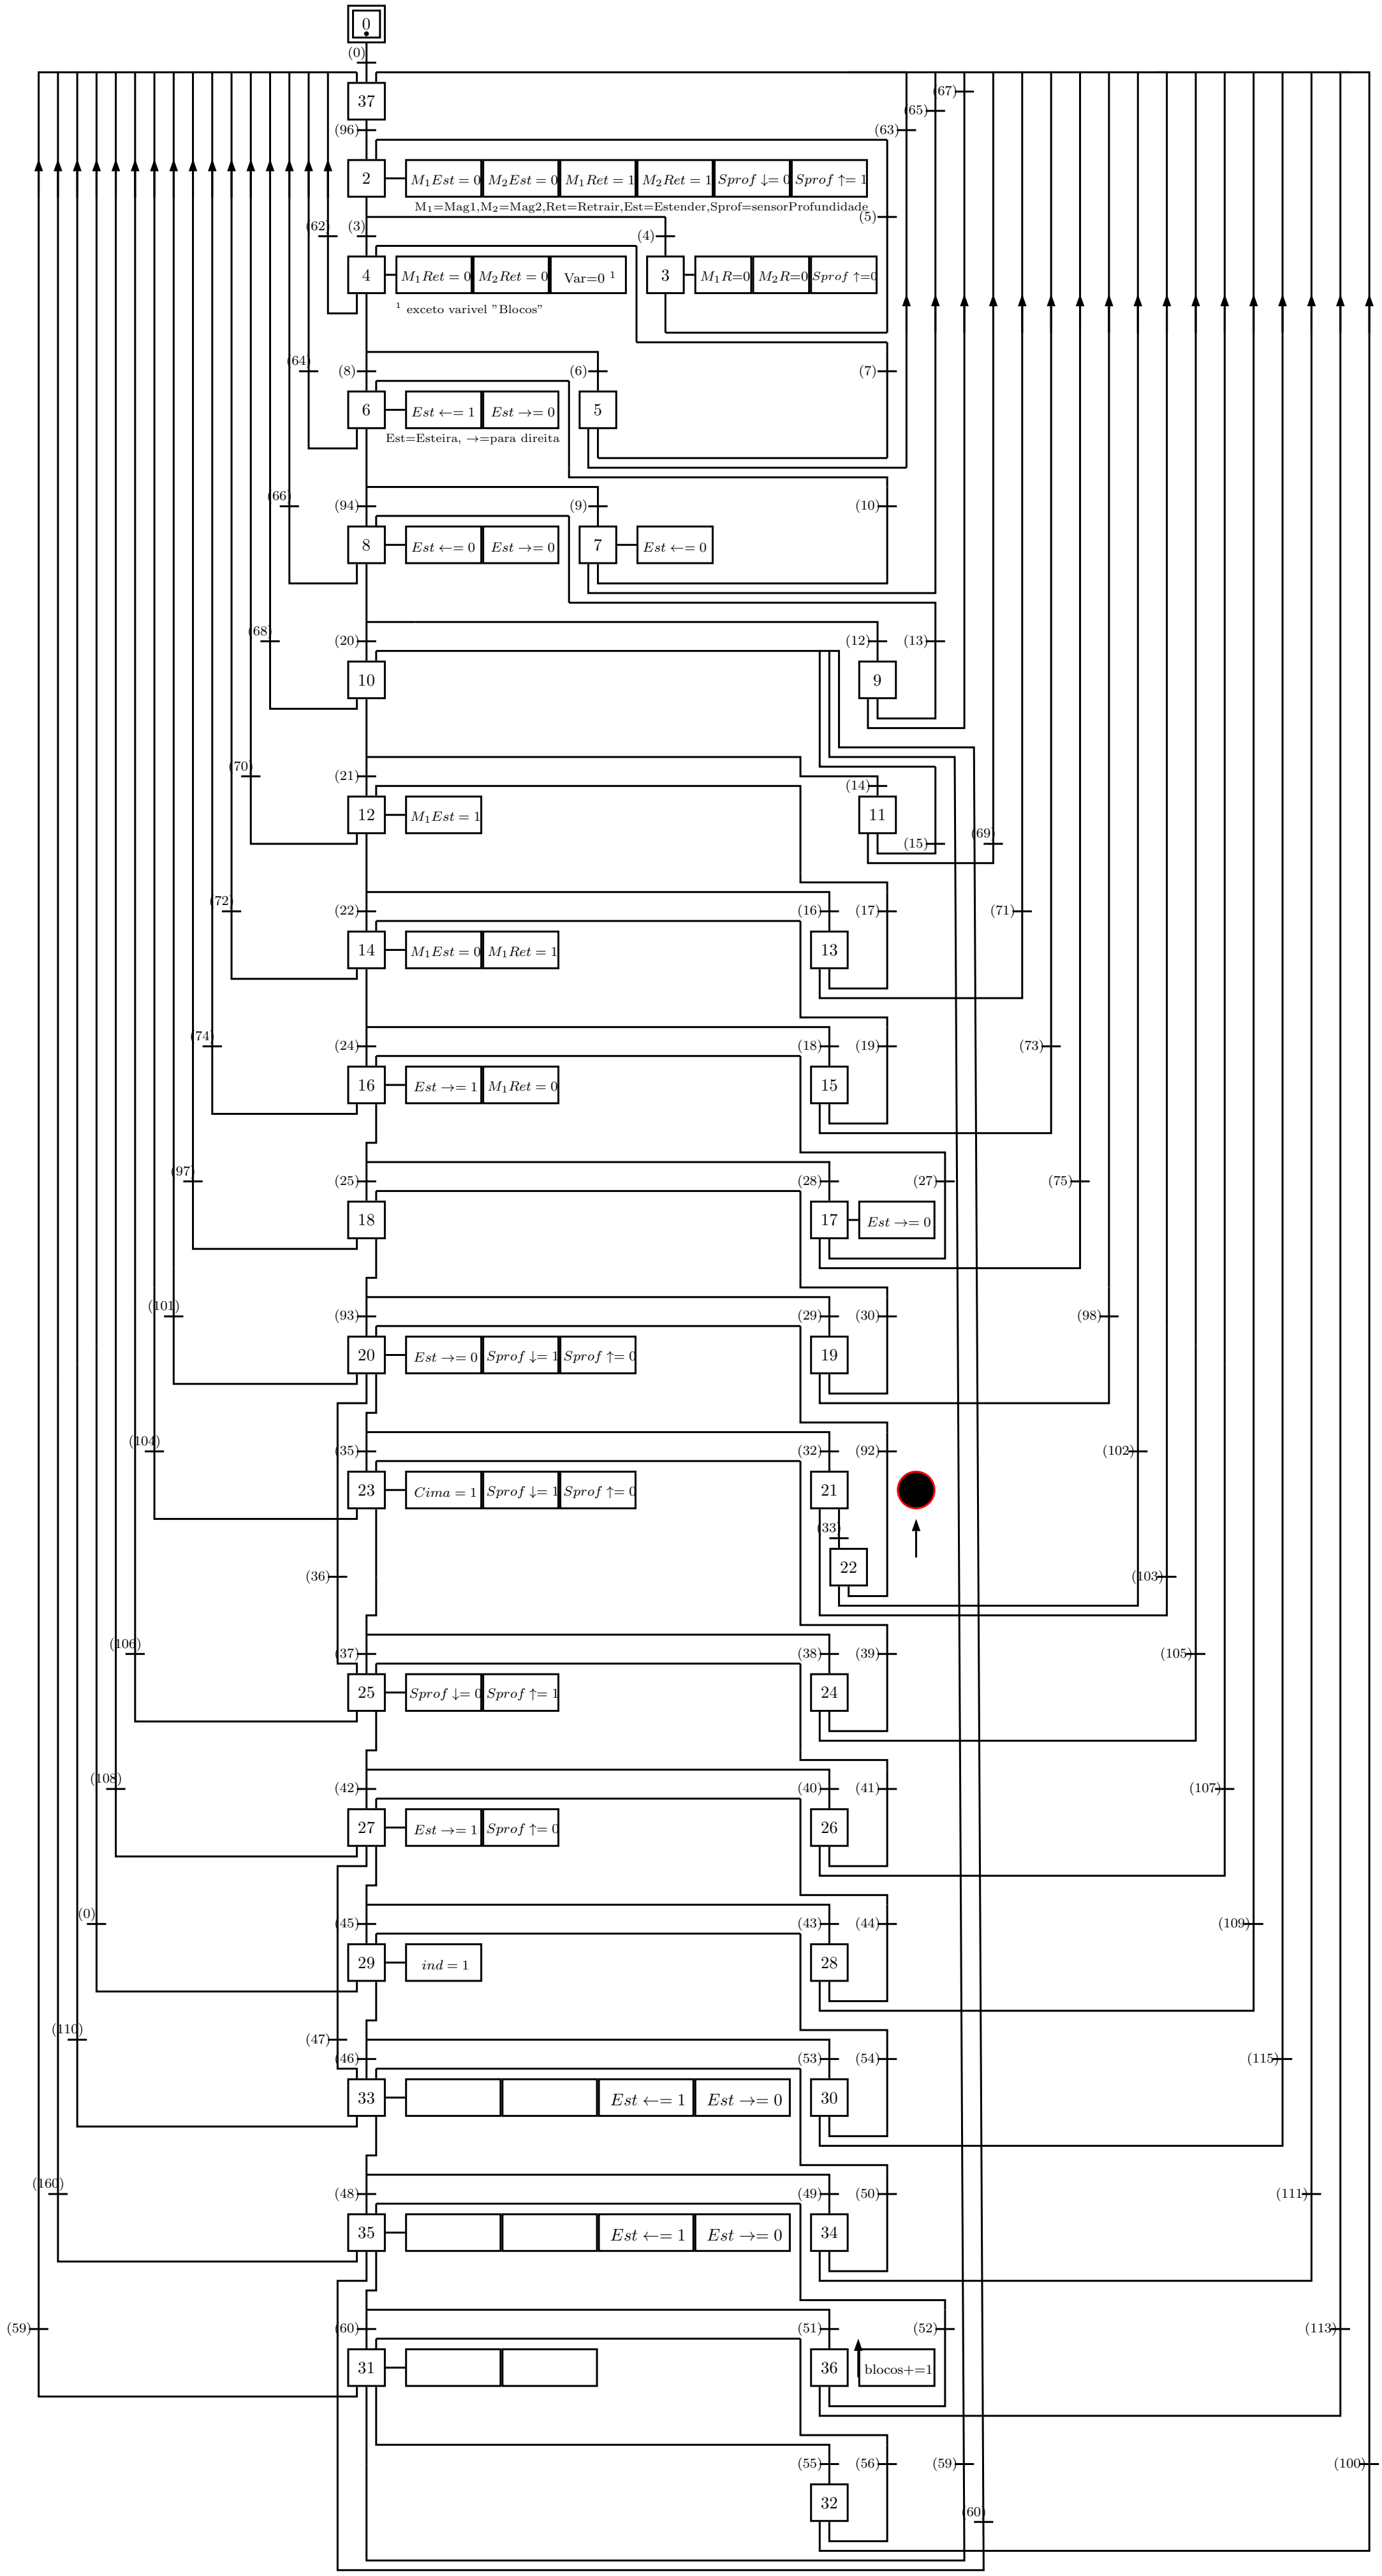 0
(0)
37
(67)
(65)
(96) (63)
2 M₁Est = 0 M₂Est = 0 M₁Ret = 1 M₂Ret = 1 Sprof ↓= 0 Sprof ↑= 1
M₁=Mag1,M₂=Mag2,Ret=Retrair,Est=Estender,Sprof=sensorProfundidade
(5)
(62) (3) (4)
4 M₁Ret = 0 M₂Ret = 0 Var=0 ¹ 3 M₁R=0 M₂R=0 Sprof ↑=0
¹ exceto varivel "Blocos"
(64) (8) (6) (7)
6 Est ←= 1 Est →= 0 5
Est=Esteira, →=para direita
(66) (94) (9) (10)
8 Est ←= 0 Est →= 0 7 Est ←= 0
(68) (20) (12) (13)
10 9
(70) (21) (14)
12 M₁Est = 1 11
(15) (69)
(72) (22) (16) (17) (71)
14 M₁Est = 0 M₁Ret = 1 13
(74) (24) (18) (19) (73)
16 Est →= 1 M₁Ret = 0 15
(97) (25) (28) (27) (75)
18 17 Est →= 0
(101) (93) (29) (30) (98)
20 Est →= 0 Sprof ↓= 1 Sprof ↑= 0 19
(104) (35) (32) (92) (102)
23 Cima = 1 Sprof ↓= 1 Sprof ↑= 0 21
(33)
22
(36) (103)
(106) (37) (38) (39) (105)
25 Sprof ↓= 0 Sprof ↑= 1 24
(108) (42) (40) (41) (107)
27 Est →= 1 Sprof ↑= 0 26
(0) (45) (43) (44) (109)
29 ind = 1 28
(110) (47)
(46) (53) (54) (115)
33 Est ←= 1 Est →= 0 30
(160) (48) (49) (50) (111)
35 Est ←= 1 Est →= 0 34
(59) (60) (51) (52) (113)
31 36 blocos+=1
(55) (56) (59) (100)
32
(60)